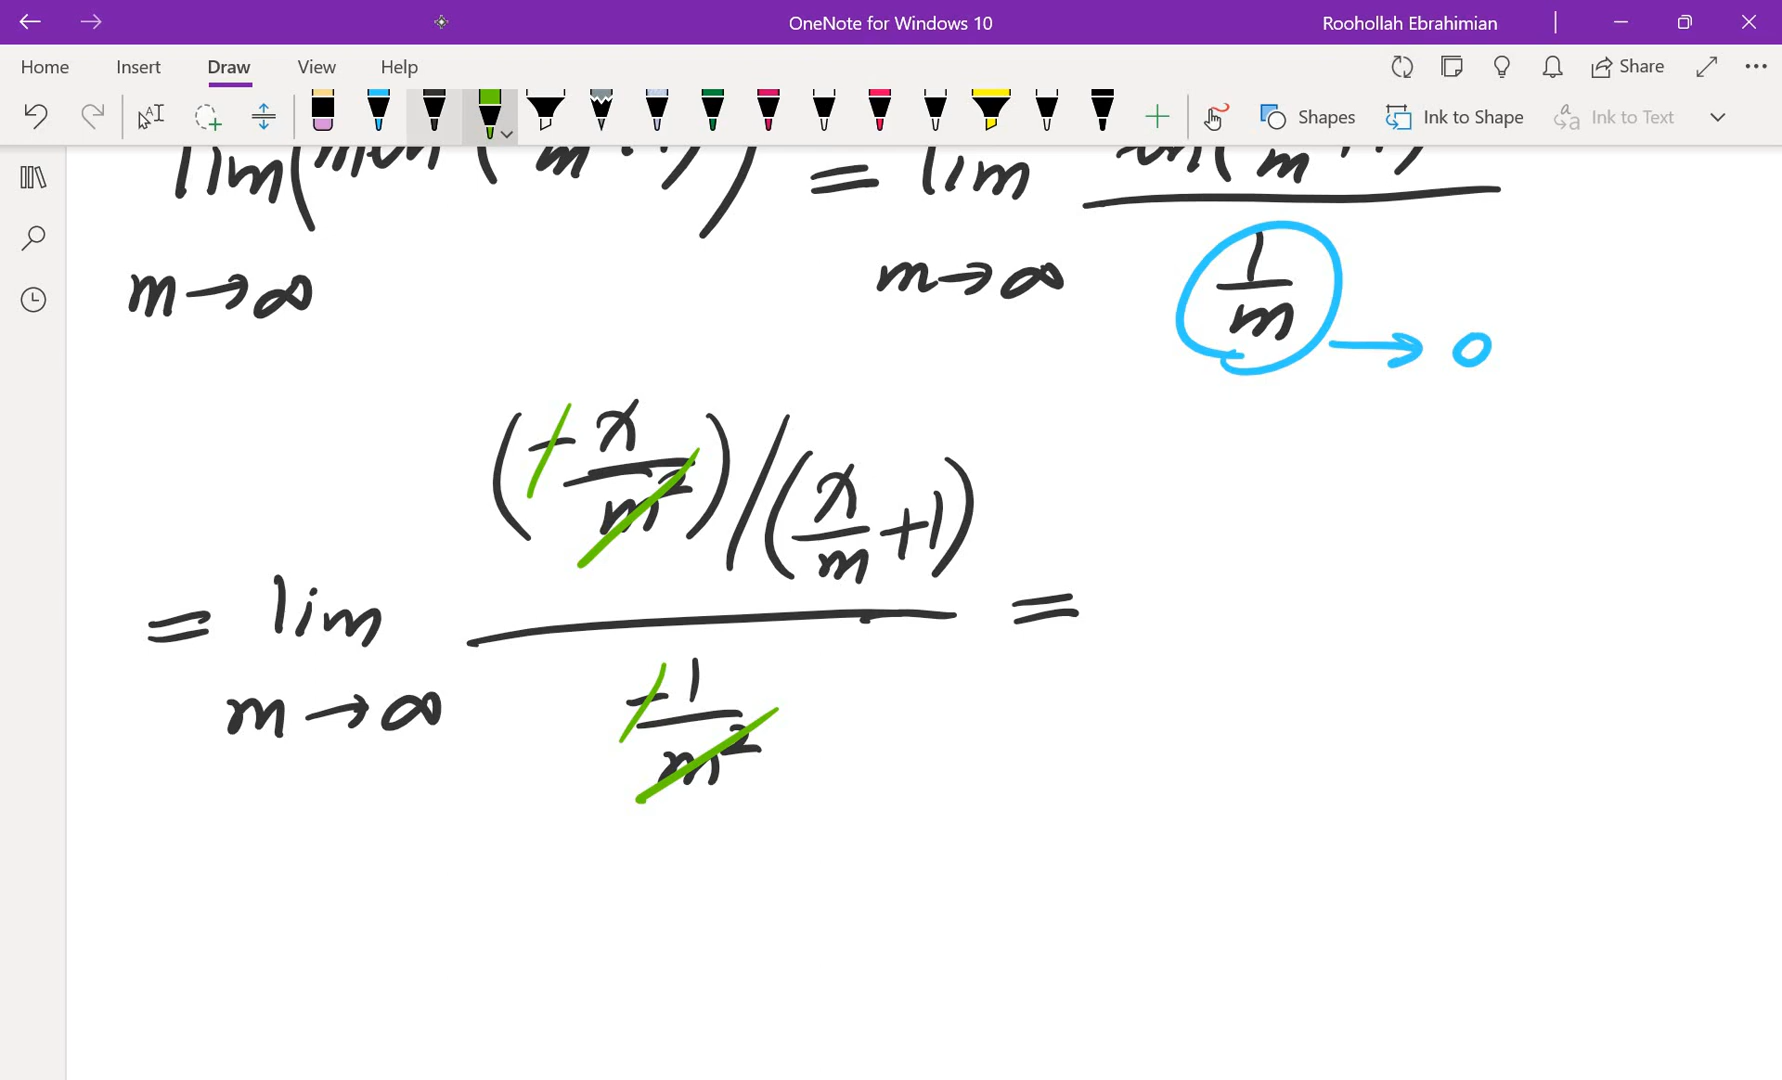 OneNote for Windows 10
Roohollah Ebrahimian
Home Insert Draw View Help
Share
Shapes Ink to Shape Ink to Text
lim = lim
m→∞ m→∞ 1/m → 0
= lim (-x/m²)/(x/m+1) =
m→∞ -1/m²